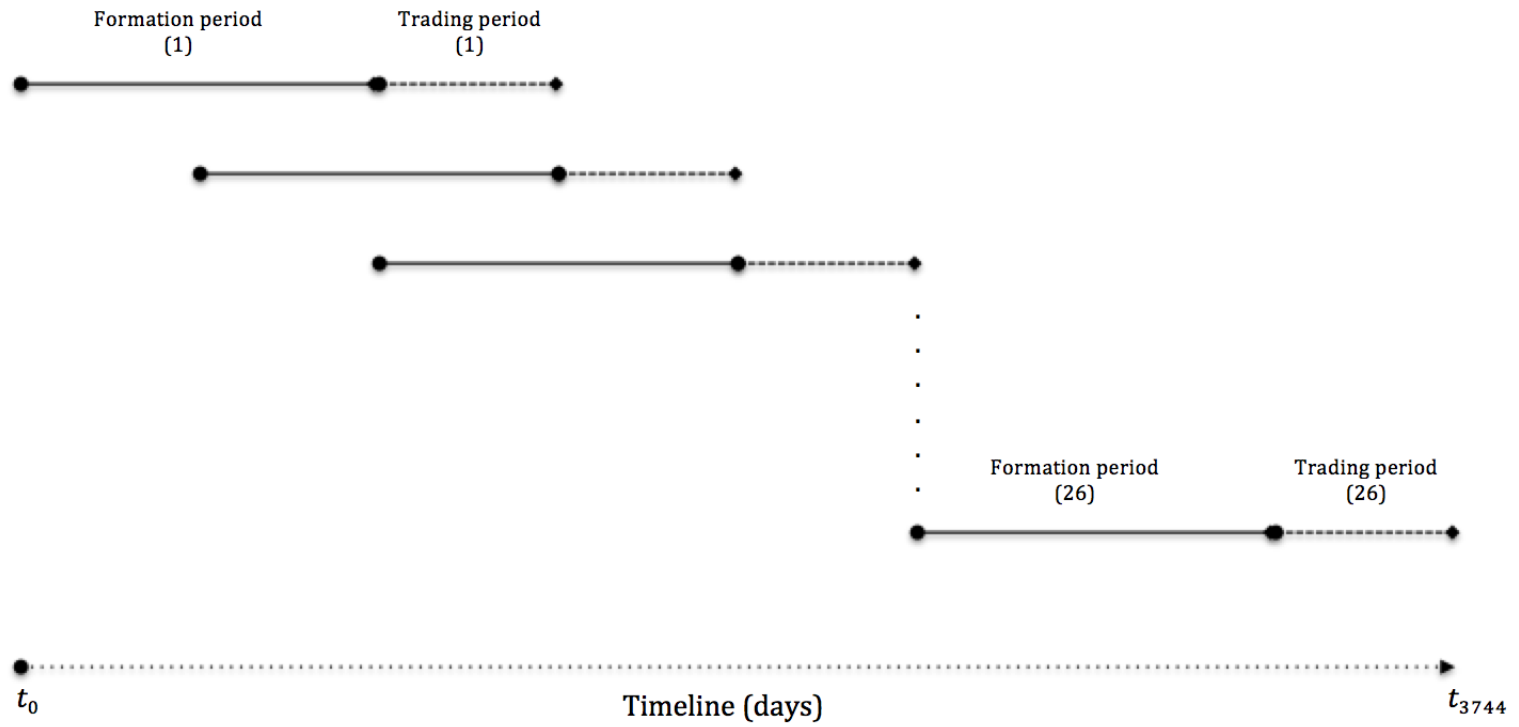 Formation period
(1)
Trading period
(1)
Formation period
(26)
Trading period
(26)
t0
Timeline (days)
t3744